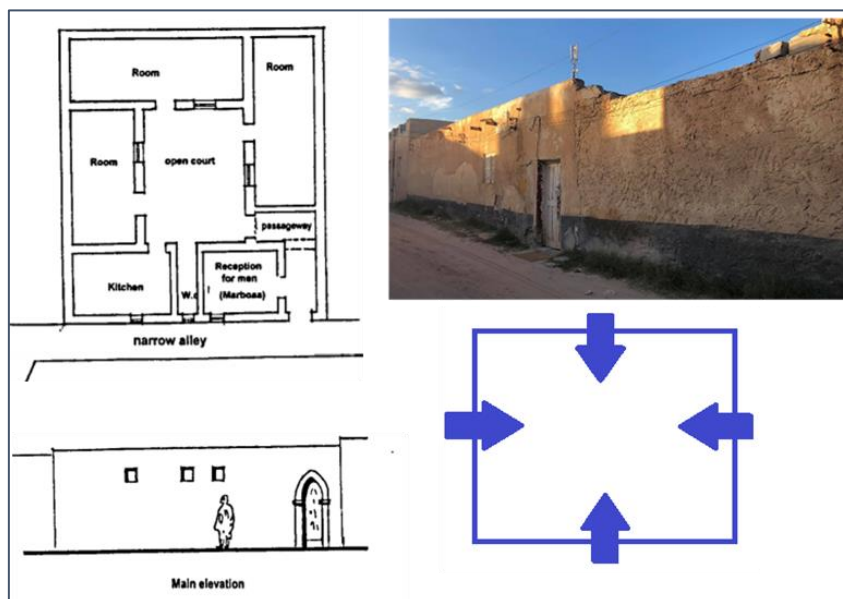 Room
Room
Room
open court
passageway
Kitchen
W.c
Reception
for men
(Marboaa)
narrow alley
Main elevation